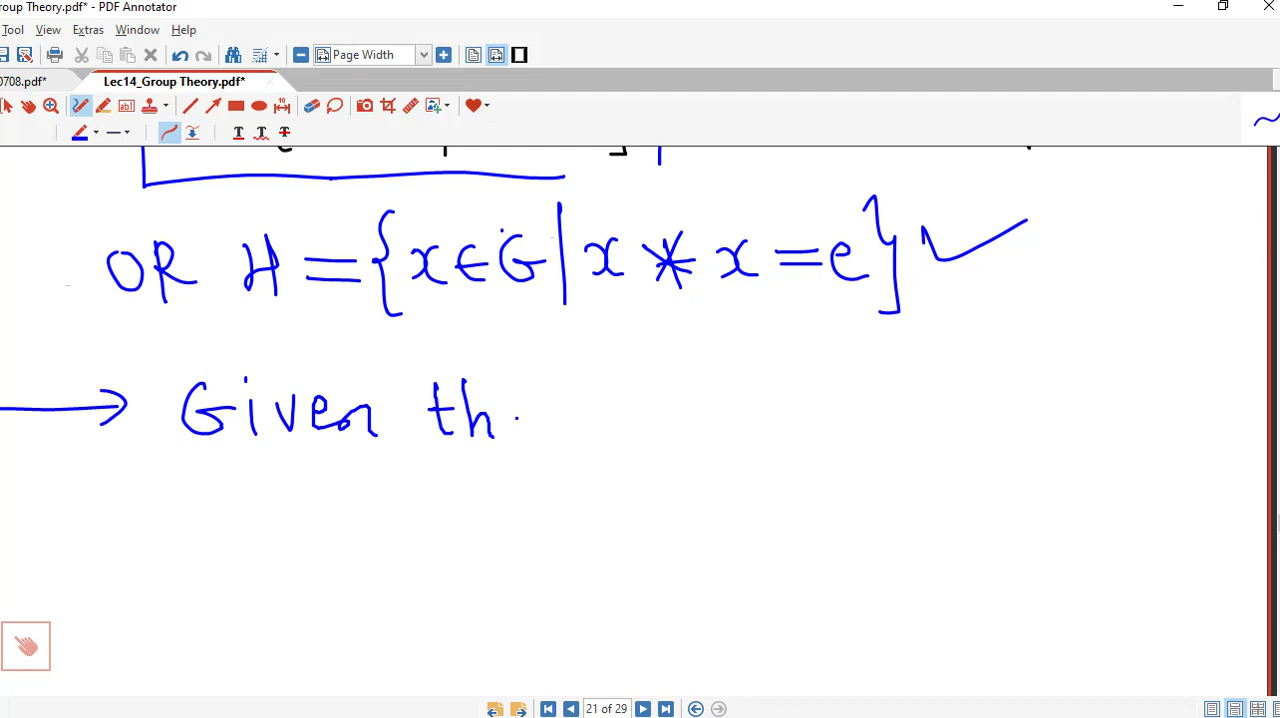 group Theory.pdf* - PDF Annotator
Tool View Extras Window Help
Page Width
0708.pdf* Lec14_Group Theory.pdf*
OR H = {x ∈ G | x * x = e} ✓
→ Given th
21 of 29